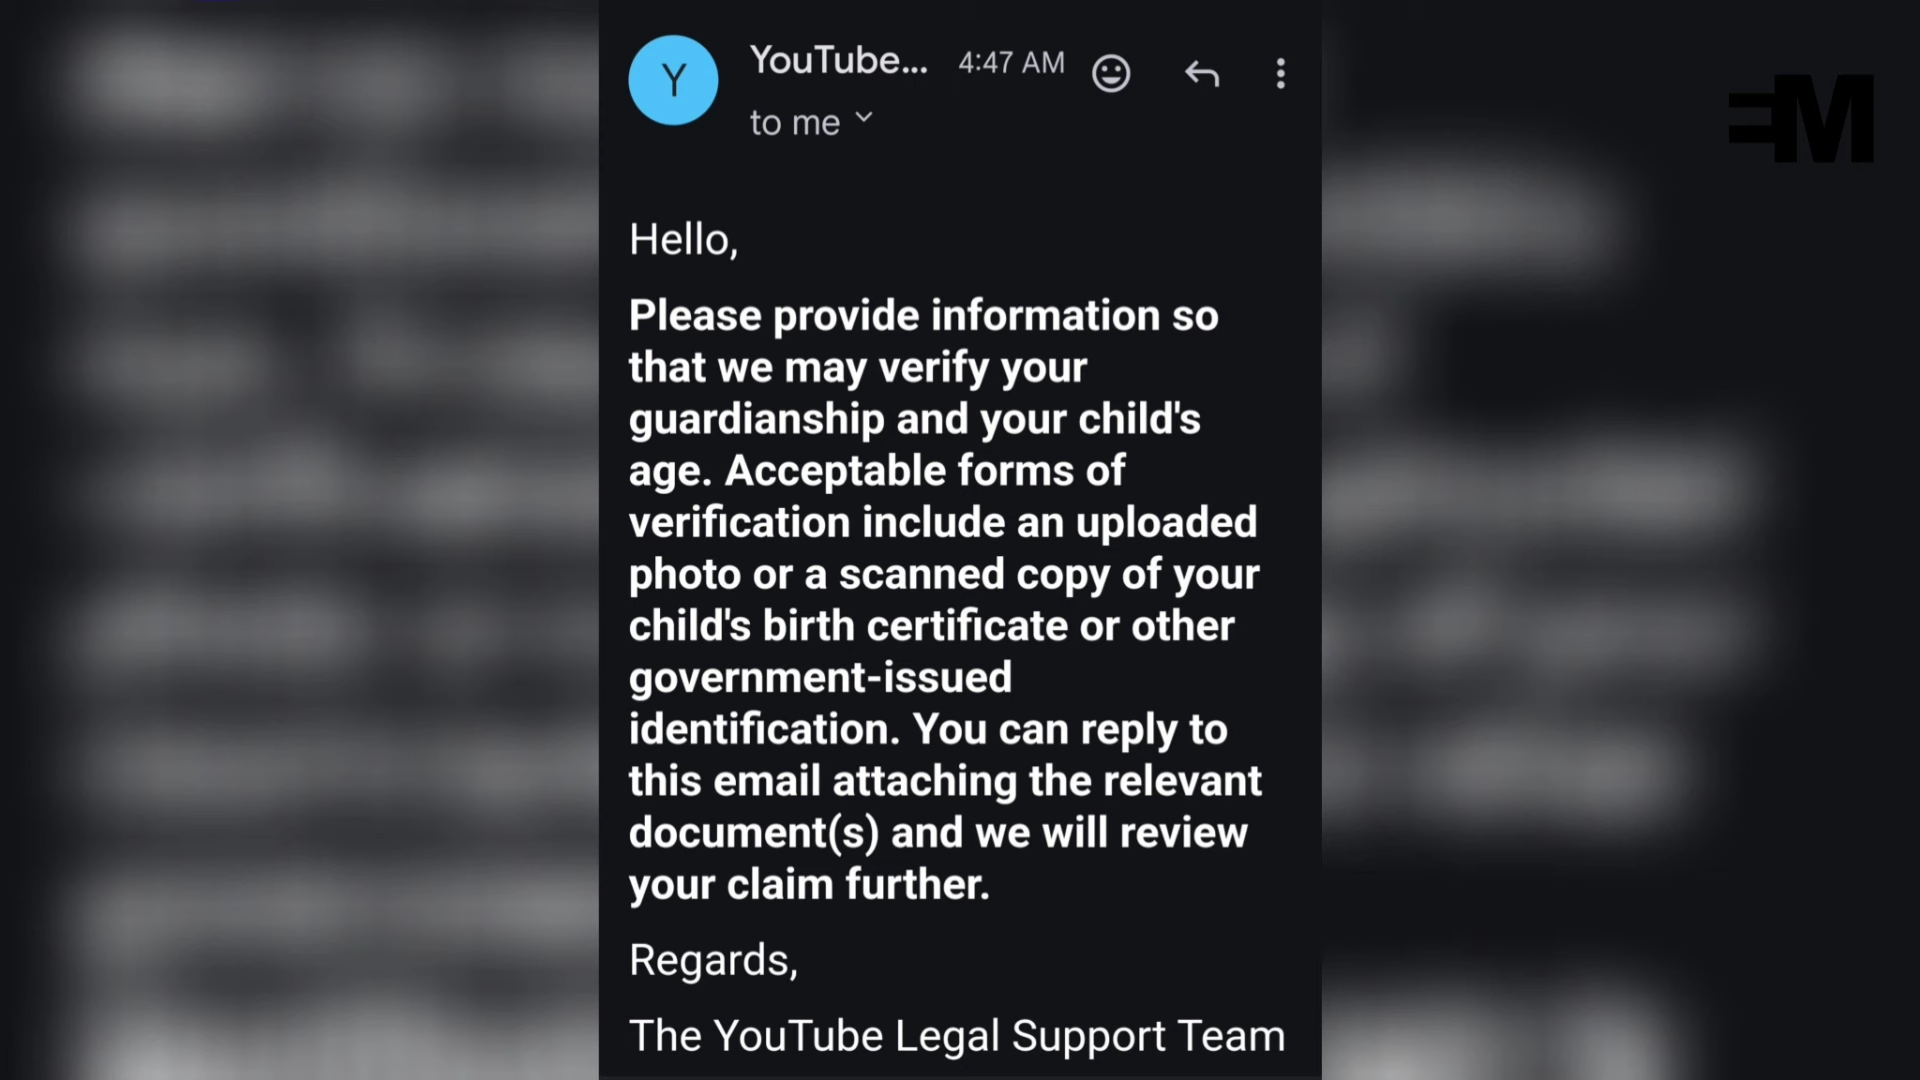 Y
YouTube... 4:47 AM
to me
Hello,
Please provide information so
that we may verify your
guardianship and your child's
age. Acceptable forms of
verification include an uploaded
photo or a scanned copy of your
child's birth certificate or other
government-issued
identification. You can reply to
this email attaching the relevant
document(s) and we will review
your claim further.
Regards,
The YouTube Legal Support Team
EM